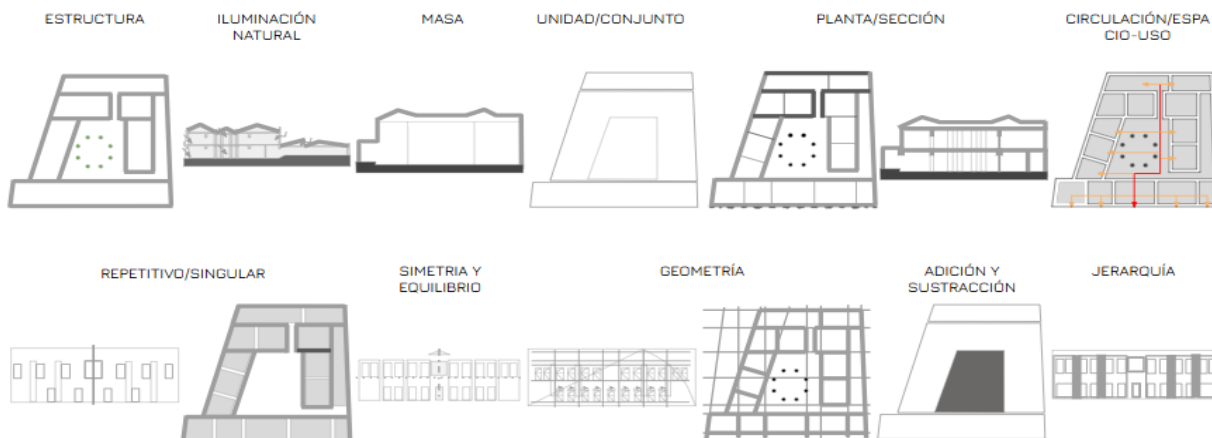 ESTRUCTURA
ILUMINACIÓN
NATURAL
MASA
UNIDAD/CONJUNTO
PLANTA/SECCIÓN
CIRCULACIÓN/ESPA
CIO-USO
REPETITIVO/SINGULAR
SIMETRIA Y
EQUILIBRIO
GEOMETRÍA
ADICIÓN Y
SUSTRACCIÓN
JERARQUÍA